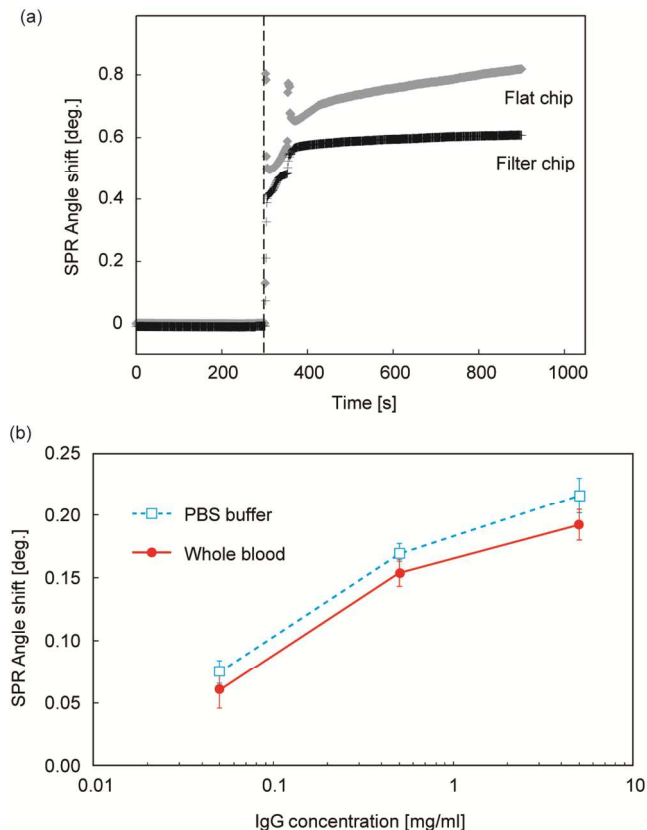 (a)
SPR Angle shift [deg.]
0.8
0.6
0.4
0.2
0
Flat chip
Filter chip
0 200 400 600 800 1000
Time [s]
(b)
SPR Angle shift [deg.]
0.25
0.20
0.15
0.10
0.05
0.00
PBS buffer
Whole blood
0.01 0.1 1 10
IgG concentration [mg/ml]